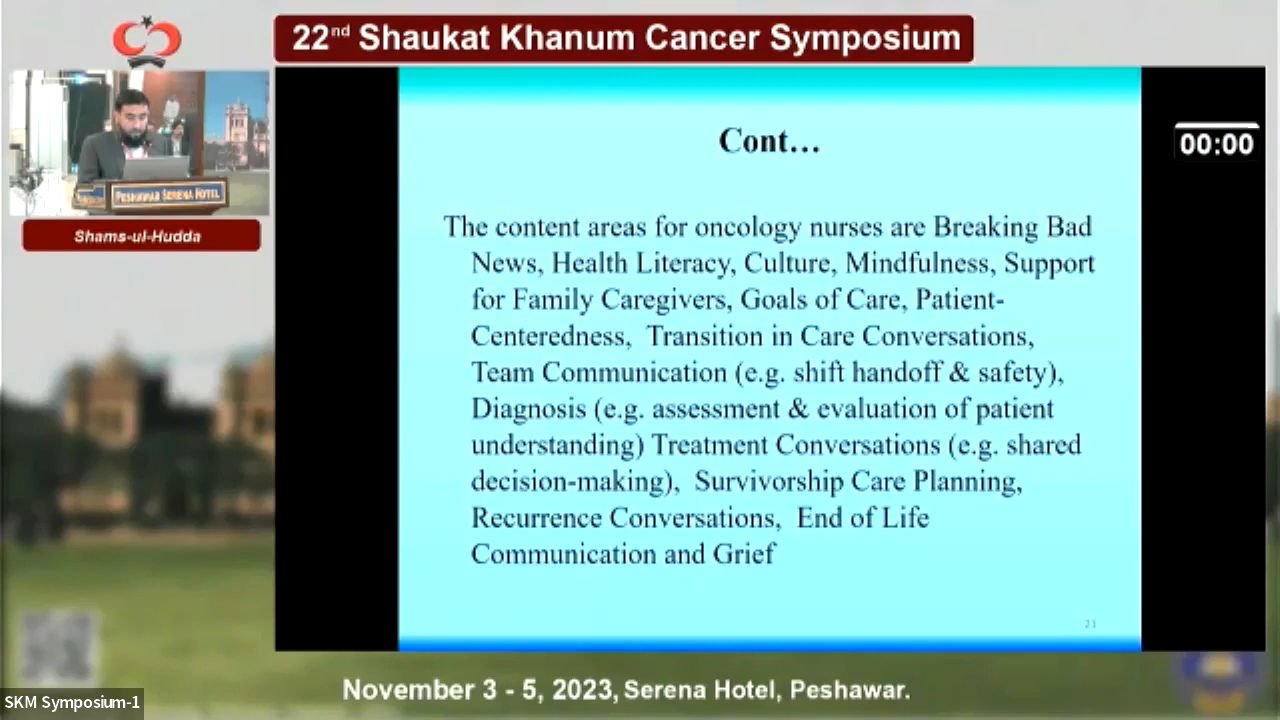 22nd Shaukat Khanum Cancer Symposium
Cont…
00:00
PESHAWAR SERENA HOTEL
Shams-ul-Hudda
The content areas for oncology nurses are Breaking Bad
News, Health Literacy, Culture, Mindfulness, Support
for Family Caregivers, Goals of Care, Patient-
Centeredness, Transition in Care Conversations,
Team Communication (e.g. shift handoff & safety),
Diagnosis (e.g. assessment & evaluation of patient
understanding) Treatment Conversations (e.g. shared
decision-making), Survivorship Care Planning,
Recurrence Conversations, End of Life
Communication and Grief
21
November 3 - 5, 2023, Serena Hotel, Peshawar.
SKM Symposium-1